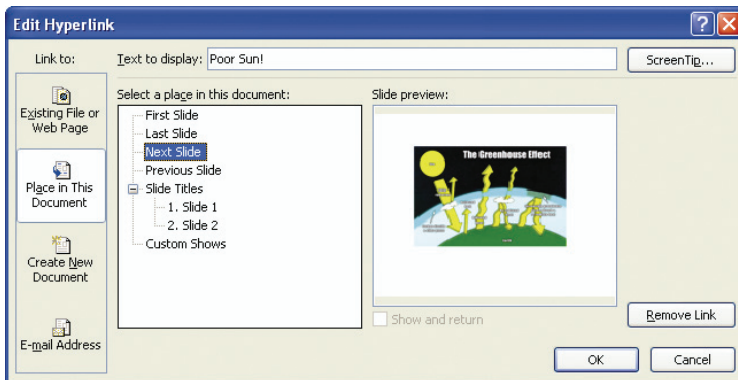 Edit Hyperlink
Link to:
Text to display: Poor Sun!
ScreenTip...
Existing File or
Web Page
Place in This
Document
Create New
Document
E-mail Address
Select a place in this document:
First Slide
Last Slide
Next Slide
Previous Slide
Slide Titles
1. Slide 1
2. Slide 2
Custom Shows
Slide preview:
The Greenhouse Effect
Show and return
Remove Link
OK
Cancel